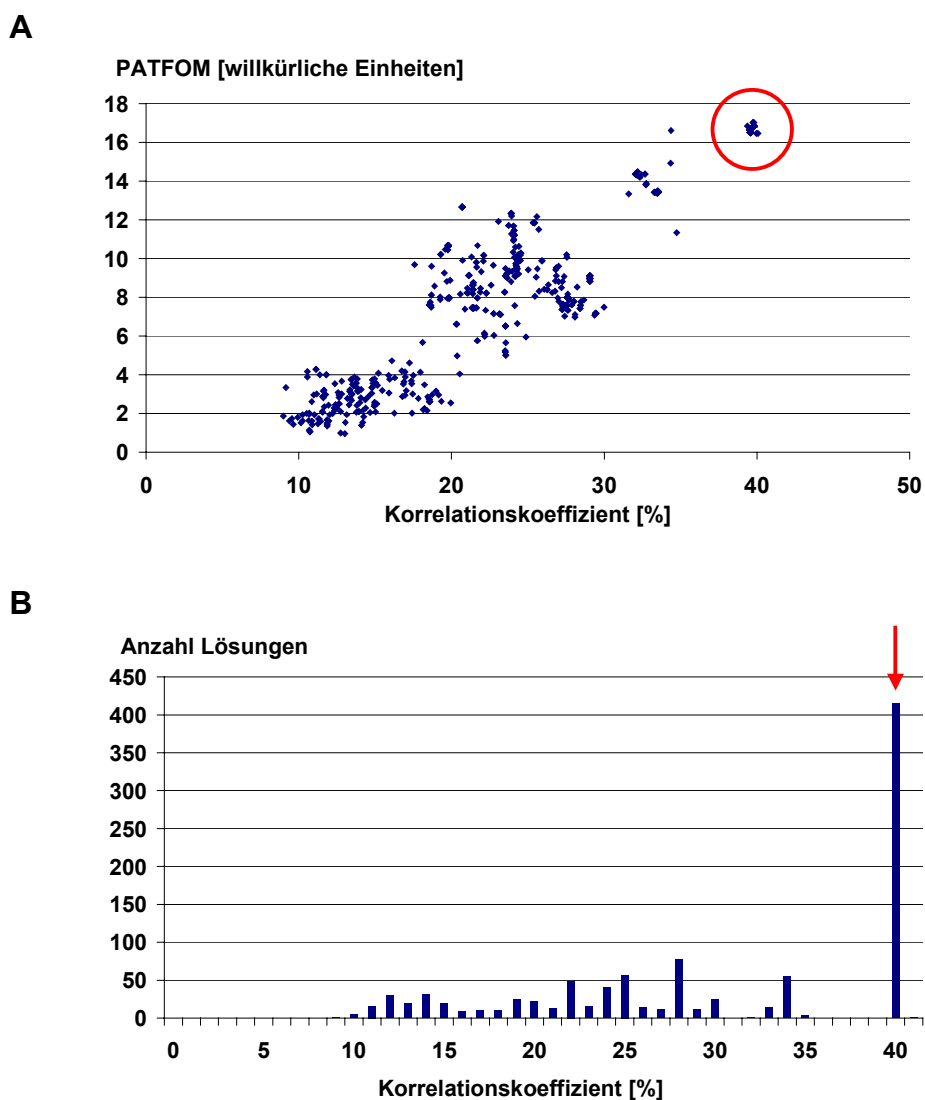 A
PATFOM [willkürliche Einheiten]
18
16
14
12
10
8
6
4
2
0
0 10 20 30 40 50
Korrelationskoeffizient [%]
B
Anzahl Lösungen
450
400
350
300
250
200
150
100
50
0
0 5 10 15 20 25 30 35 40
Korrelationskoeffizient [%]